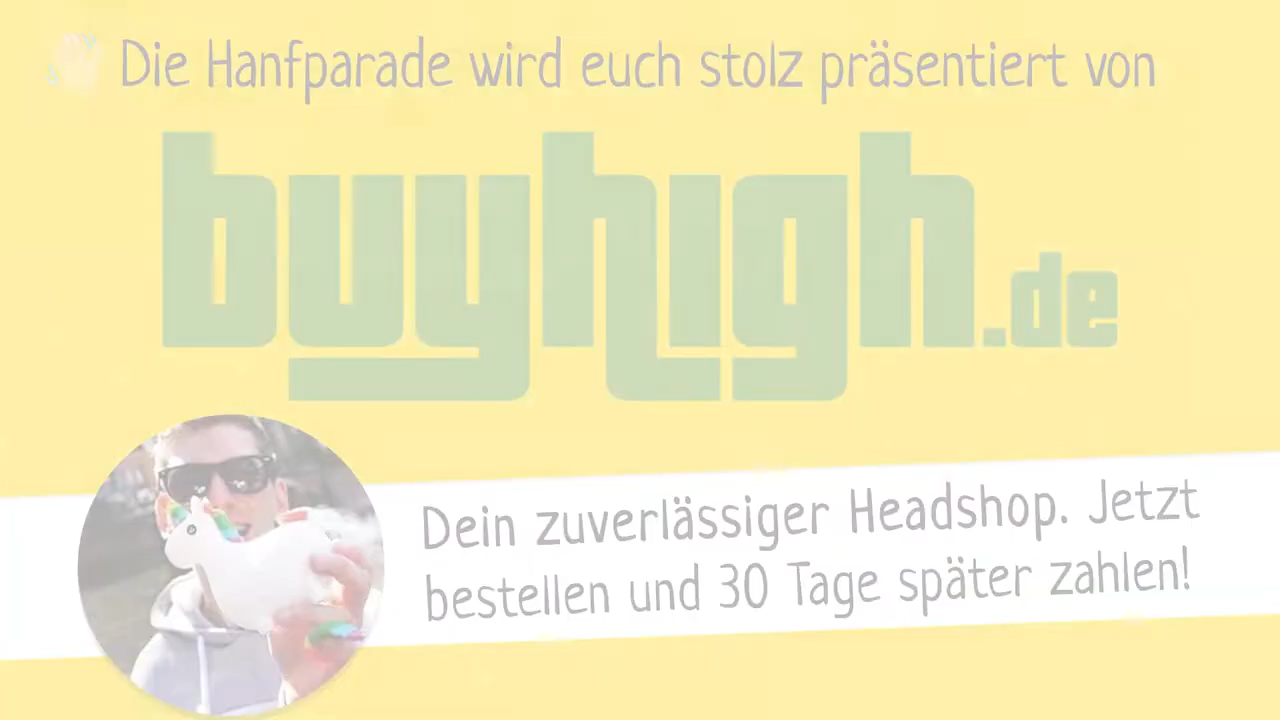 Die Hanfparade wird euch stolz präsentiert von
buyhigh.de
Dein zuverlässiger Headshop. Jetzt
bestellen und 30 Tage später zahlen!